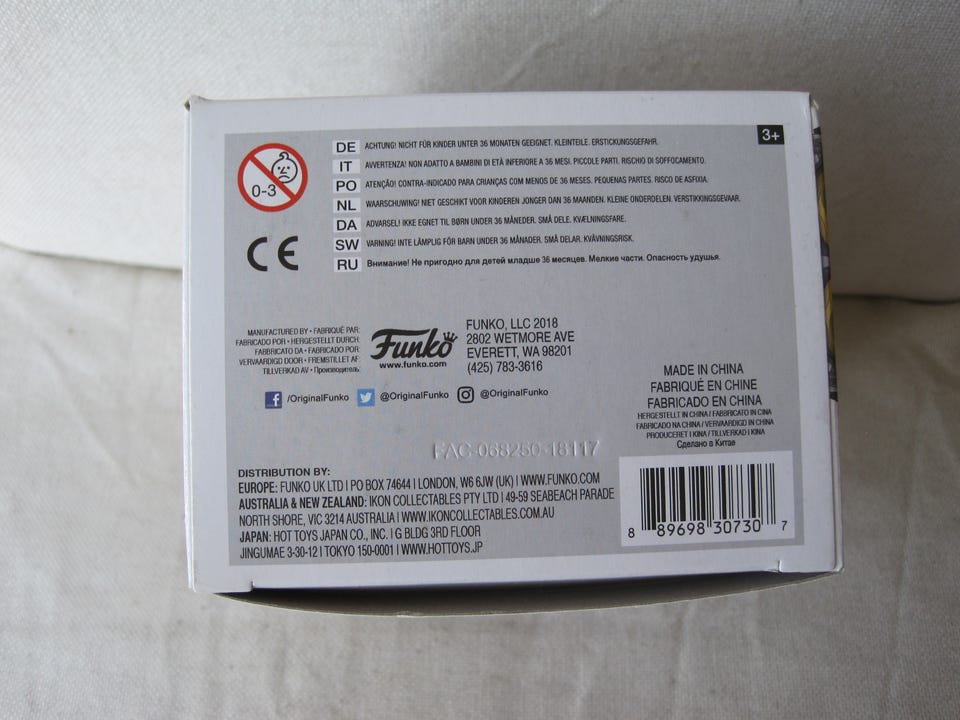 3+
0-3
DE ACHTUNG! NICHT FÜR KINDER UNTER 36 MONATEN GEEIGNET. KLEINTEILE. ERSTICKUNGSGEFAHR.
IT AVVERTENZA! NON ADATTO A BAMBINI DI ETÀ INFERIORE A 36 MESI. PICCOLE PARTI. RISCHIO DI SOFFOCAMENTO.
PO ATENÇÃO! CONTRA-INDICADO PARA CRIANÇAS COM MENOS DE 36 MESES. PEQUENAS PARTES. RISCO DE ASFIXIA.
NL WAARSCHUWING! NIET GESCHIKT VOOR KINDEREN JONGER DAN 36 MAANDEN. KLEINE ONDERDELEN. VERSTIKKINGSGEVAAR.
DA ADVARSEL! IKKE EGNET TIL BØRN UNDER 36 MÅNEDER. SMÅ DELE. KVÆLNINGSFARE.
SW VARNING! INTE LÄMPLIG FÖR BARN UNDER 36 MÅNADER. SMÅ DELAR. KVÄVNINGSRISK.
RU Внимание! Не пригодно для детей младше 36 месяцев. Мелкие части. Опасность удушья.
CE
MANUFACTURED BY • FABRIQUÉ PAR:
FABRICADO POR • HERGESTELLT DURCH:
FABBRICATO DA • FABRICADO POR:
VERVAARDIGD DOOR • FREMSTILLET AF:
TILLVERKAD AV • Производитель:
Funko
www.funko.com
FUNKO, LLC 2018
2802 WETMORE AVE
EVERETT, WA 98201
(425) 783-3616
/OriginalFunko @OriginalFunko @OriginalFunko
MADE IN CHINA
FABRIQUÉ EN CHINE
FABRICADO EN CHINA
HERGESTELLT IN CHINA / FABBRICATO IN CINA
FABRICADO NA CHINA / VERVAARDIGD IN CHINA
PRODUCERET I KINA / TILLVERKAD I KINA
Сделано в Китае
FAC-068250-18117
DISTRIBUTION BY:
EUROPE: FUNKO UK LTD | PO BOX 74644 | LONDON, W6 6JW (UK) | WWW.FUNKO.COM
AUSTRALIA & NEW ZEALAND: IKON COLLECTABLES PTY LTD | 49-59 SEABEACH PARADE
NORTH SHORE, VIC 3214 AUSTRALIA | WWW.IKONCOLLECTABLES.COM.AU
JAPAN: HOT TOYS JAPAN CO., INC. | G BLDG 3RD FLOOR
JINGUMAE 3-30-12 | TOKYO 150-0001 | WWW.HOTTOYS.JP
8 89698 30730 7